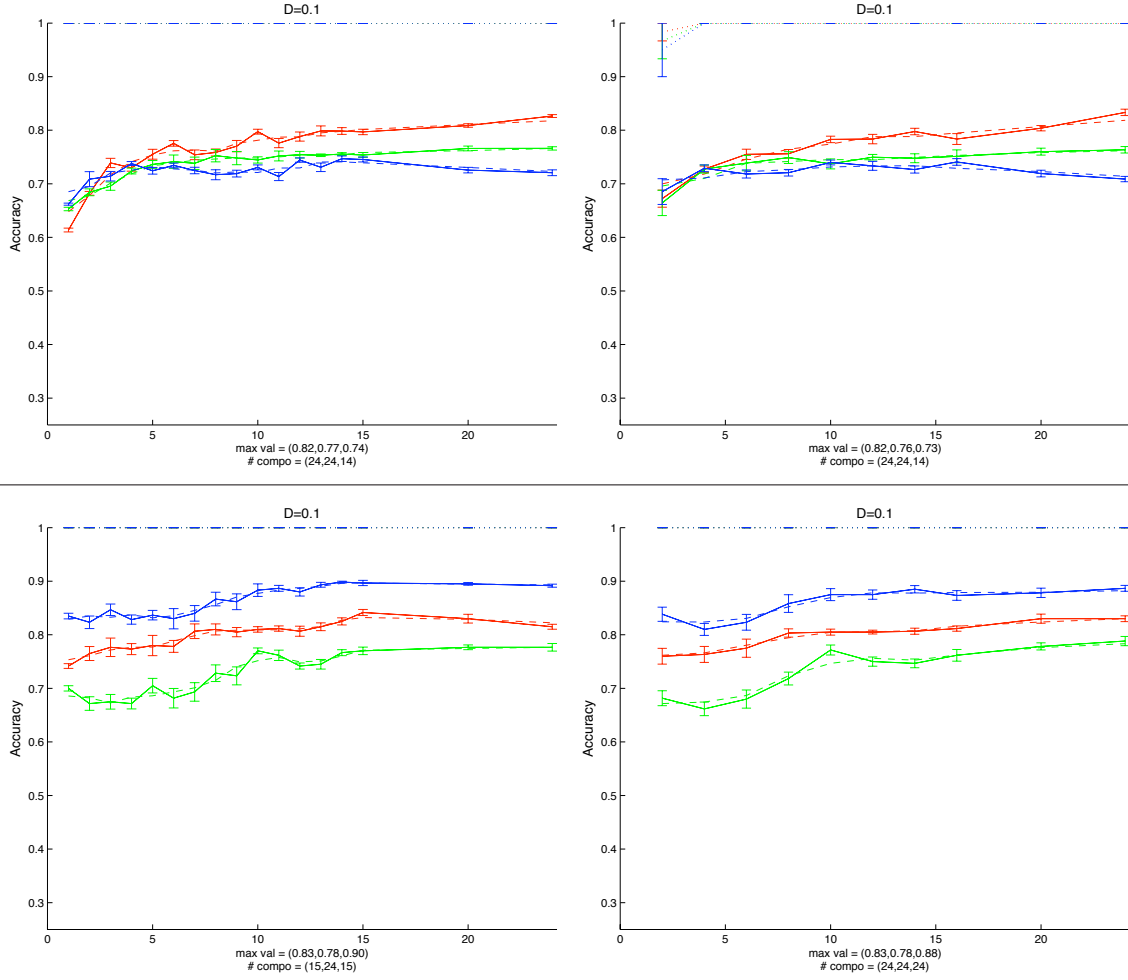 D=0.1
1
0.9
0.8
0.7
0.6
0.5
0.4
0.3
Accuracy
0 5 10 15 20
max val = (0.82,0.77,0.74)
# compo = (24,24,14)
D=0.1
1
0.9
0.8
0.7
0.6
0.5
0.4
0.3
Accuracy
0 5 10 15 20
max val = (0.82,0.76,0.73)
# compo = (24,24,14)
D=0.1
1
0.9
0.8
0.7
0.6
0.5
0.4
0.3
Accuracy
0 5 10 15 20
max val = (0.83,0.78,0.90)
# compo = (15,24,15)
D=0.1
1
0.9
0.8
0.7
0.6
0.5
0.4
0.3
Accuracy
0 5 10 15 20
max val = (0.83,0.78,0.88)
# compo = (24,24,24)